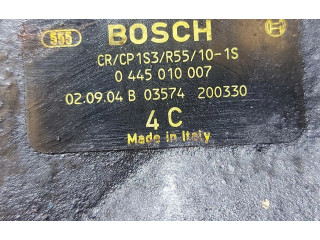 555 BOSCH
CR/CP1S3/R55/10-1S
0 445 010 007
02.09.04 B 03574 200330
4 C
Made in Italy